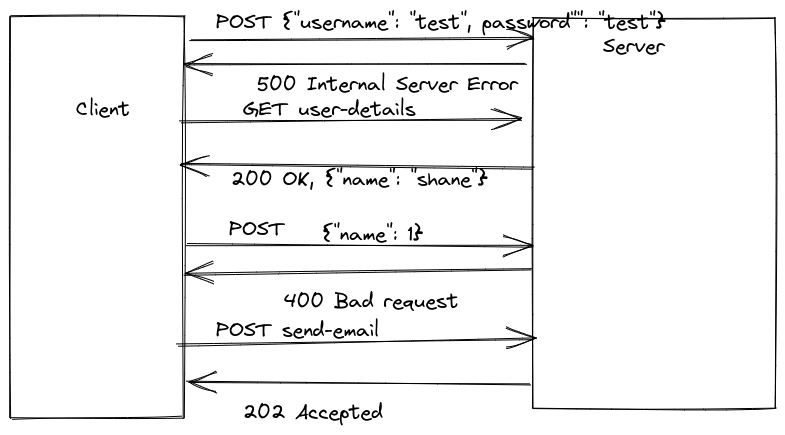 POST {"username": "test", password"": "test"}
Server
500 Internal Server Error
Client
GET user-details
200 OK, {"name": "shane"}
POST {"name": 1}
400 Bad request
POST send-email
202 Accepted